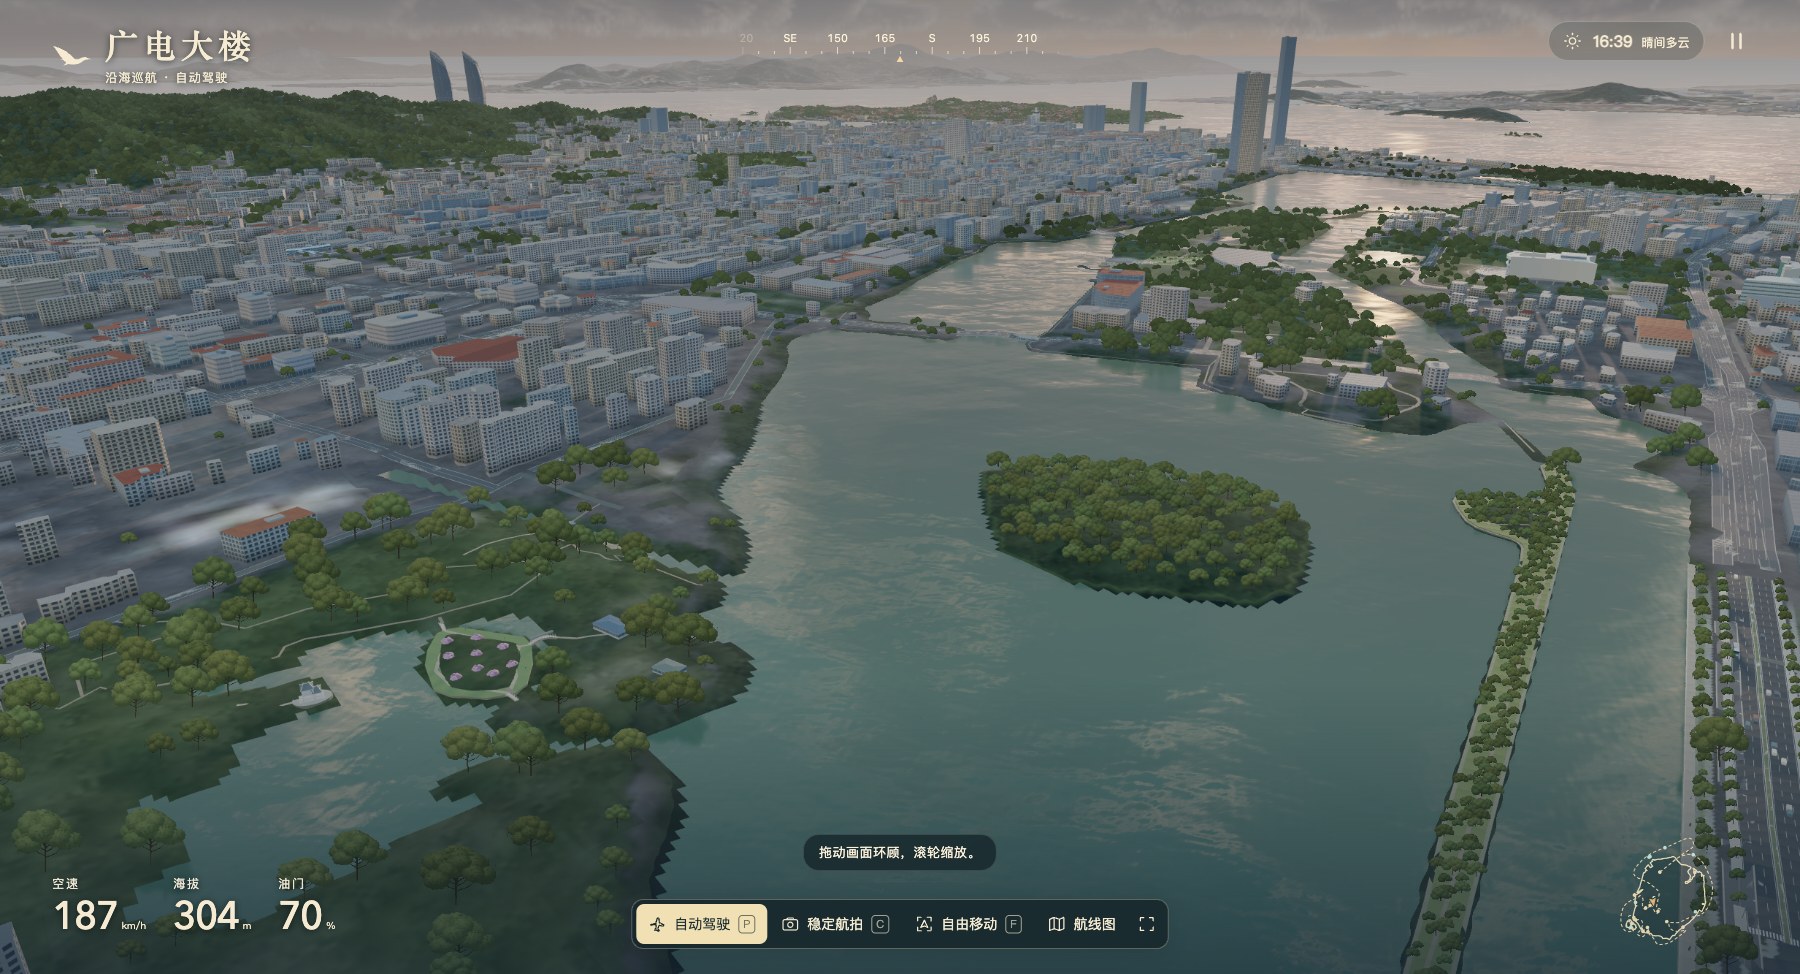 广电大楼
沿海巡航 · 自动驾驶
20 SE 150 165 S 195 210
16:39 晴间多云
拖动画面环顾，滚轮缩放。
空速 海拔 油门
187 km/h 304 m 70 %
自动驾驶 P 稳定航拍 C 自由移动 F 航线图